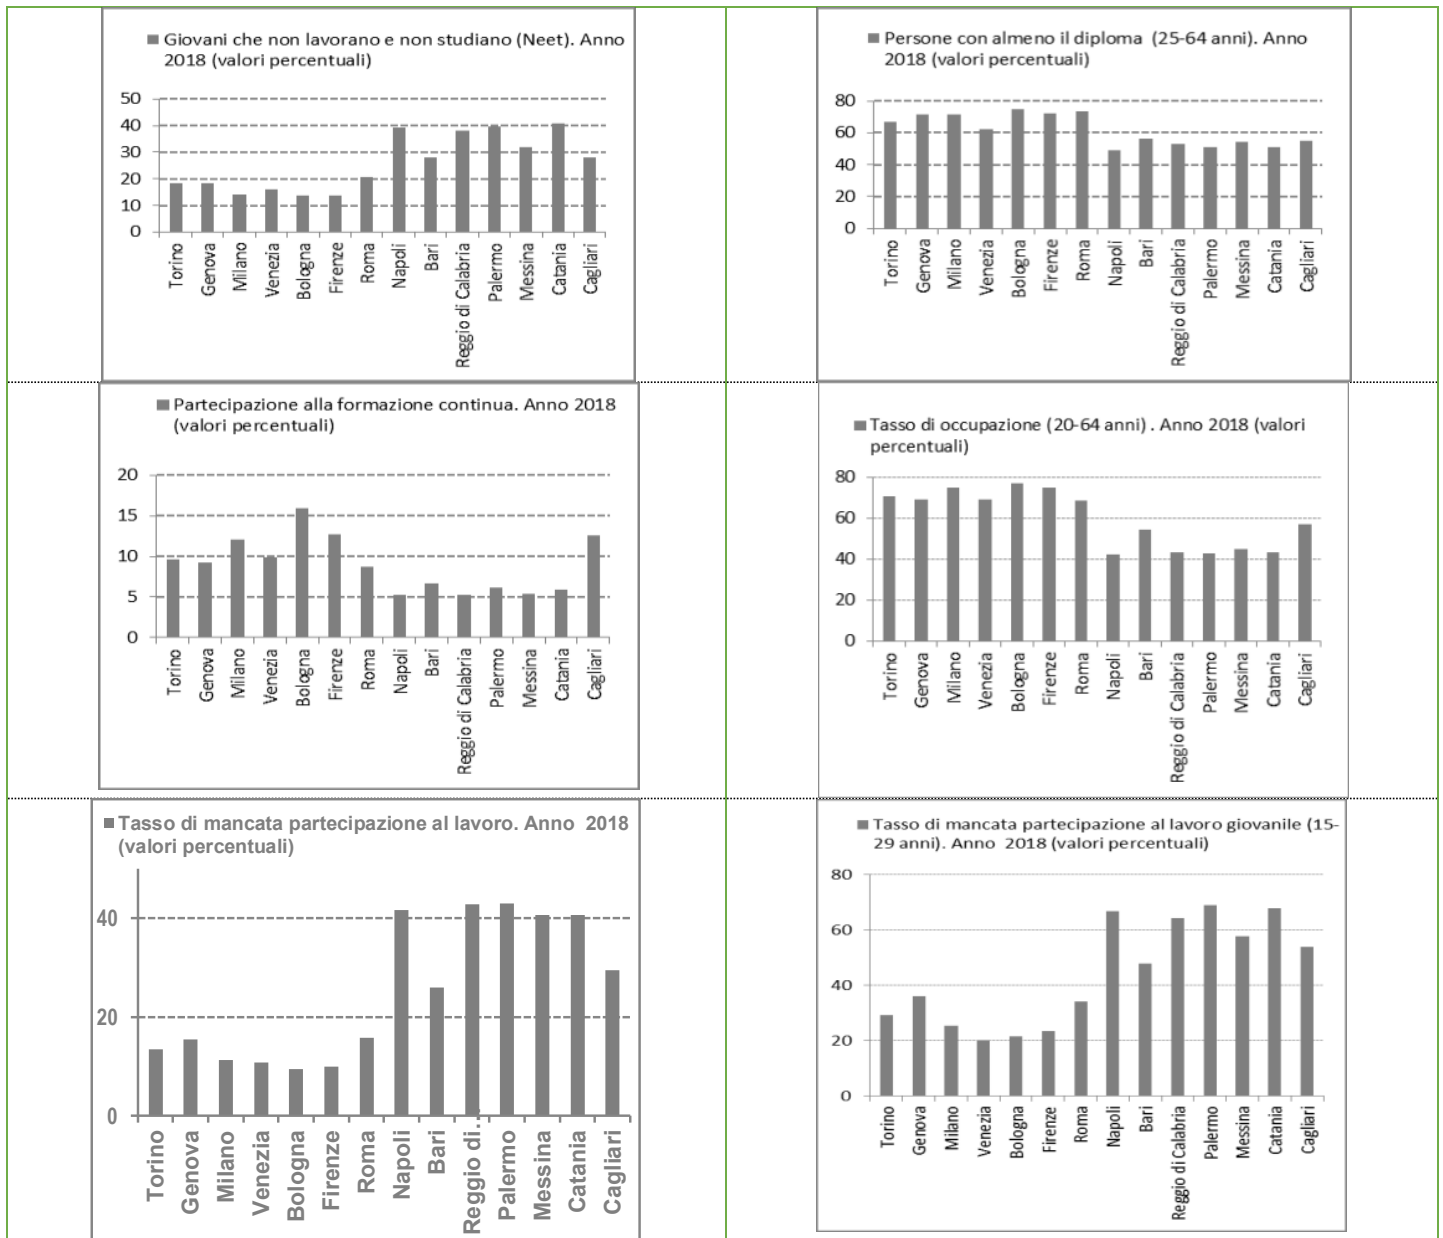 Giovani che non lavorano e non studiano (Neet). Anno
2018 (valori percentuali)
50
40
30
20
10
0
Torino
Genova
Milano
Venezia
Bologna
Firenze
Roma
Napoli
Bari
Reggio di Calabria
Palermo
Messina
Catania
Cagliari
Persone con almeno il diploma (25-64 anni). Anno
2018 (valori percentuali)
80
60
40
20
0
Torino
Genova
Milano
Venezia
Bologna
Firenze
Roma
Napoli
Bari
Reggio di Calabria
Palermo
Messina
Catania
Cagliari
Partecipazione alla formazione continua. Anno 2018
(valori percentuali)
20
15
10
5
0
Torino
Genova
Milano
Venezia
Bologna
Firenze
Roma
Napoli
Bari
Reggio di Calabria
Palermo
Messina
Catania
Cagliari
Tasso di occupazione (20-64 anni) . Anno 2018 (valori
percentuali)
80
60
40
20
0
Torino
Genova
Milano
Venezia
Bologna
Firenze
Roma
Napoli
Bari
Reggio di Calabria
Palermo
Messina
Catania
Cagliari
Tasso di mancata partecipazione al lavoro. Anno 2018
(valori percentuali)
40
20
0
Torino
Genova
Milano
Venezia
Bologna
Firenze
Roma
Napoli
Bari
Reggio di…
Palermo
Messina
Catania
Cagliari
Tasso di mancata partecipazione al lavoro giovanile (15-
29 anni). Anno 2018 (valori percentuali)
80
60
40
20
0
Torino
Genova
Milano
Venezia
Bologna
Firenze
Roma
Napoli
Bari
Reggio di Calabria
Palermo
Messina
Catania
Cagliari